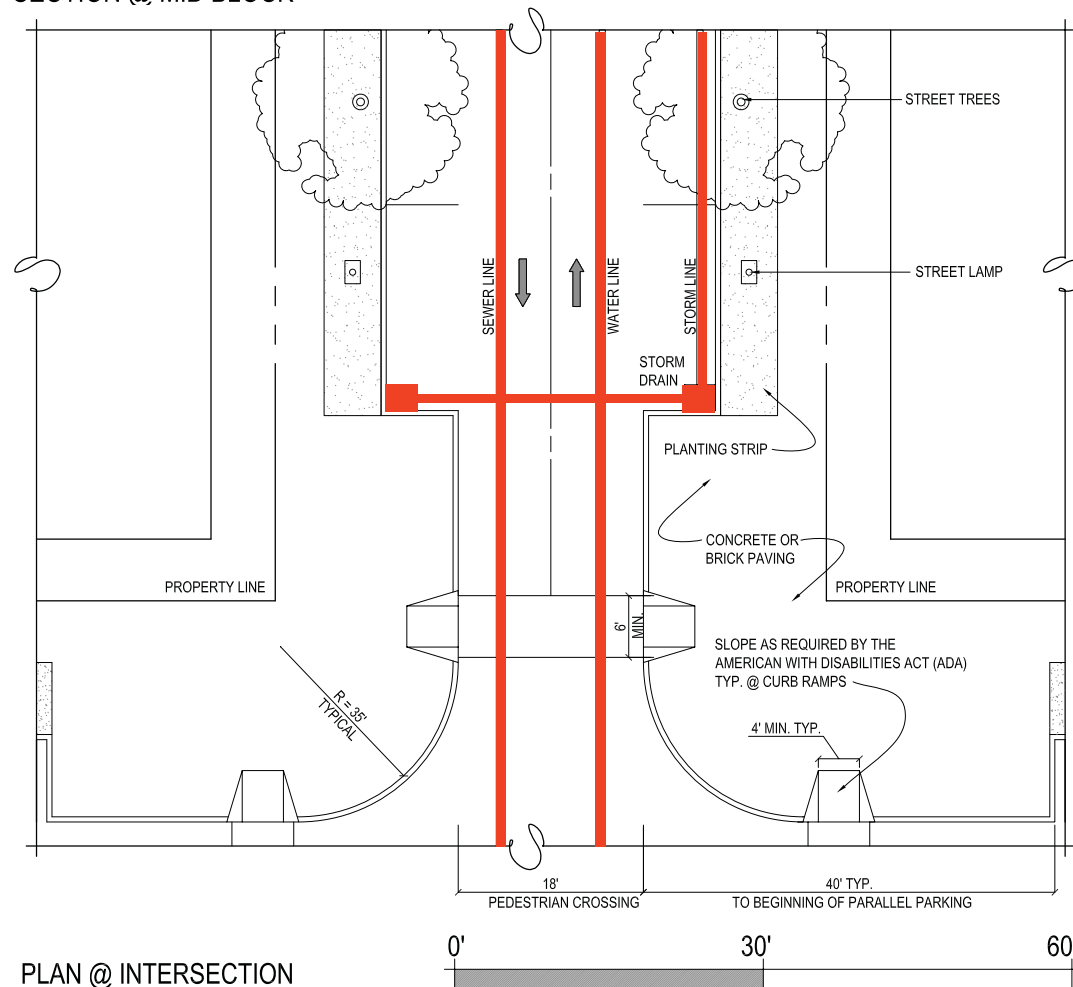 SECTION @ MID-BLOCK
STREET TREES
STREET LAMP
SEWER LINE
WATER LINE
STORM LINE
STORM
DRAIN
PLANTING STRIP
CONCRETE OR
BRICK PAVING
PROPERTY LINE
PROPERTY LINE
6'
MIN.
SLOPE AS REQUIRED BY THE
AMERICAN WITH DISABILITIES ACT (ADA)
TYP. @ CURB RAMPS
R = 35'
TYPICAL
4' MIN. TYP.
18'
PEDESTRIAN CROSSING
40' TYP.
TO BEGINNING OF PARALLEL PARKING
PLAN @ INTERSECTION
0'
30'
60